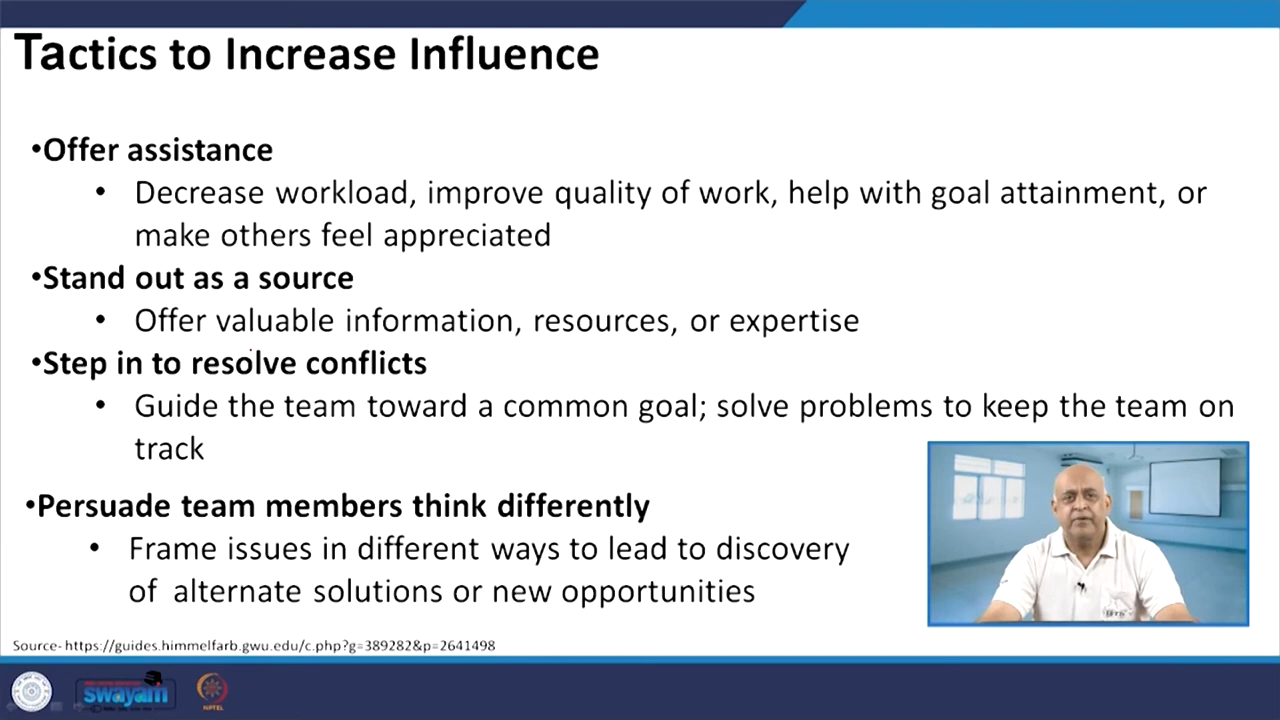 Tactics to Increase Influence
•Offer assistance
• Decrease workload, improve quality of work, help with goal attainment, or
make others feel appreciated
•Stand out as a source
• Offer valuable information, resources, or expertise
•Step in to resolve conflicts
• Guide the team toward a common goal; solve problems to keep the team on
track
•Persuade team members think differently
• Frame issues in different ways to lead to discovery
of alternate solutions or new opportunities
Source- https://guides.himmelfarb.gwu.edu/c.php?g=389282&p=2641498
swayam
NPTEL